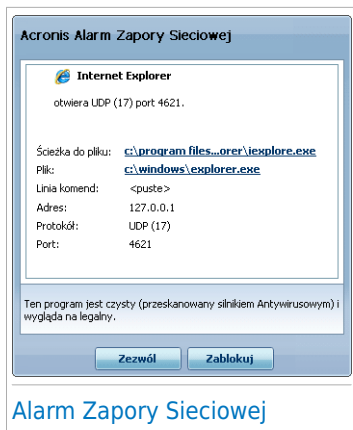 Acronis Alarm Zapory Sieciowej
Internet Explorer
otwiera UDP (17) port 4621.
Ścieżka do pliku: c:\program files...orer\iexplore.exe
Plik: c:\windows\explorer.exe
Linia komend: <puste>
Adres: 127.0.0.1
Protokół: UDP (17)
Port: 4621
Ten program jest czysty (przeskanowany silnikiem Antywirusowym) i
wygląda na legalny.
Zezwól Zablokuj
Alarm Zapory Sieciowej